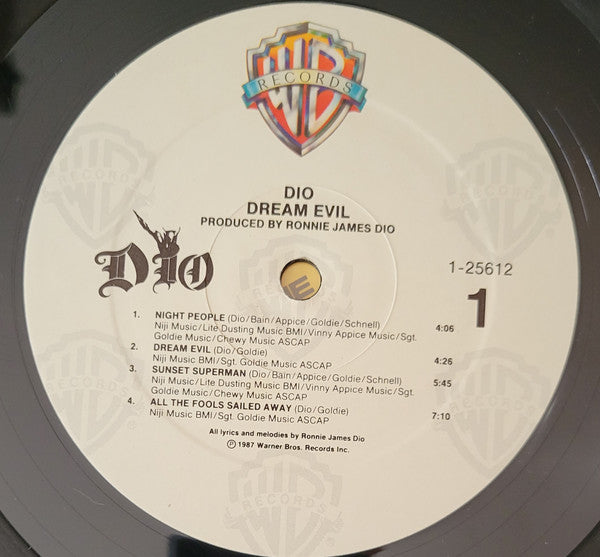 WB
RECORDS
DIO
DREAM EVIL
PRODUCED BY RONNIE JAMES DIO
DIO
1-25612
1
1. NIGHT PEOPLE (Dio/Bain/Appice/Goldie/Schnell)
Niji Music/Lite Dusting Music BMI/Vinny Appice Music/Sgt. 4:06
Goldie Music/Chewy Music ASCAP
2. DREAM EVIL (Dio/Goldie)
Niji Music BMI/Sgt. Goldie Music ASCAP 4:26
3. SUNSET SUPERMAN (Dio/Bain/Appice/Goldie/Schnell)
Niji Music/Lite Dusting Music BMI/Vinny Appice Music/Sgt. 5:45
Goldie Music/Chewy Music ASCAP
4. ALL THE FOOLS SAILED AWAY (Dio/Goldie)
Niji Music BMI/Sgt. Goldie Music ASCAP 7:10
All lyrics and melodies by Ronnie James Dio
℗ 1987 Warner Bros. Records Inc.